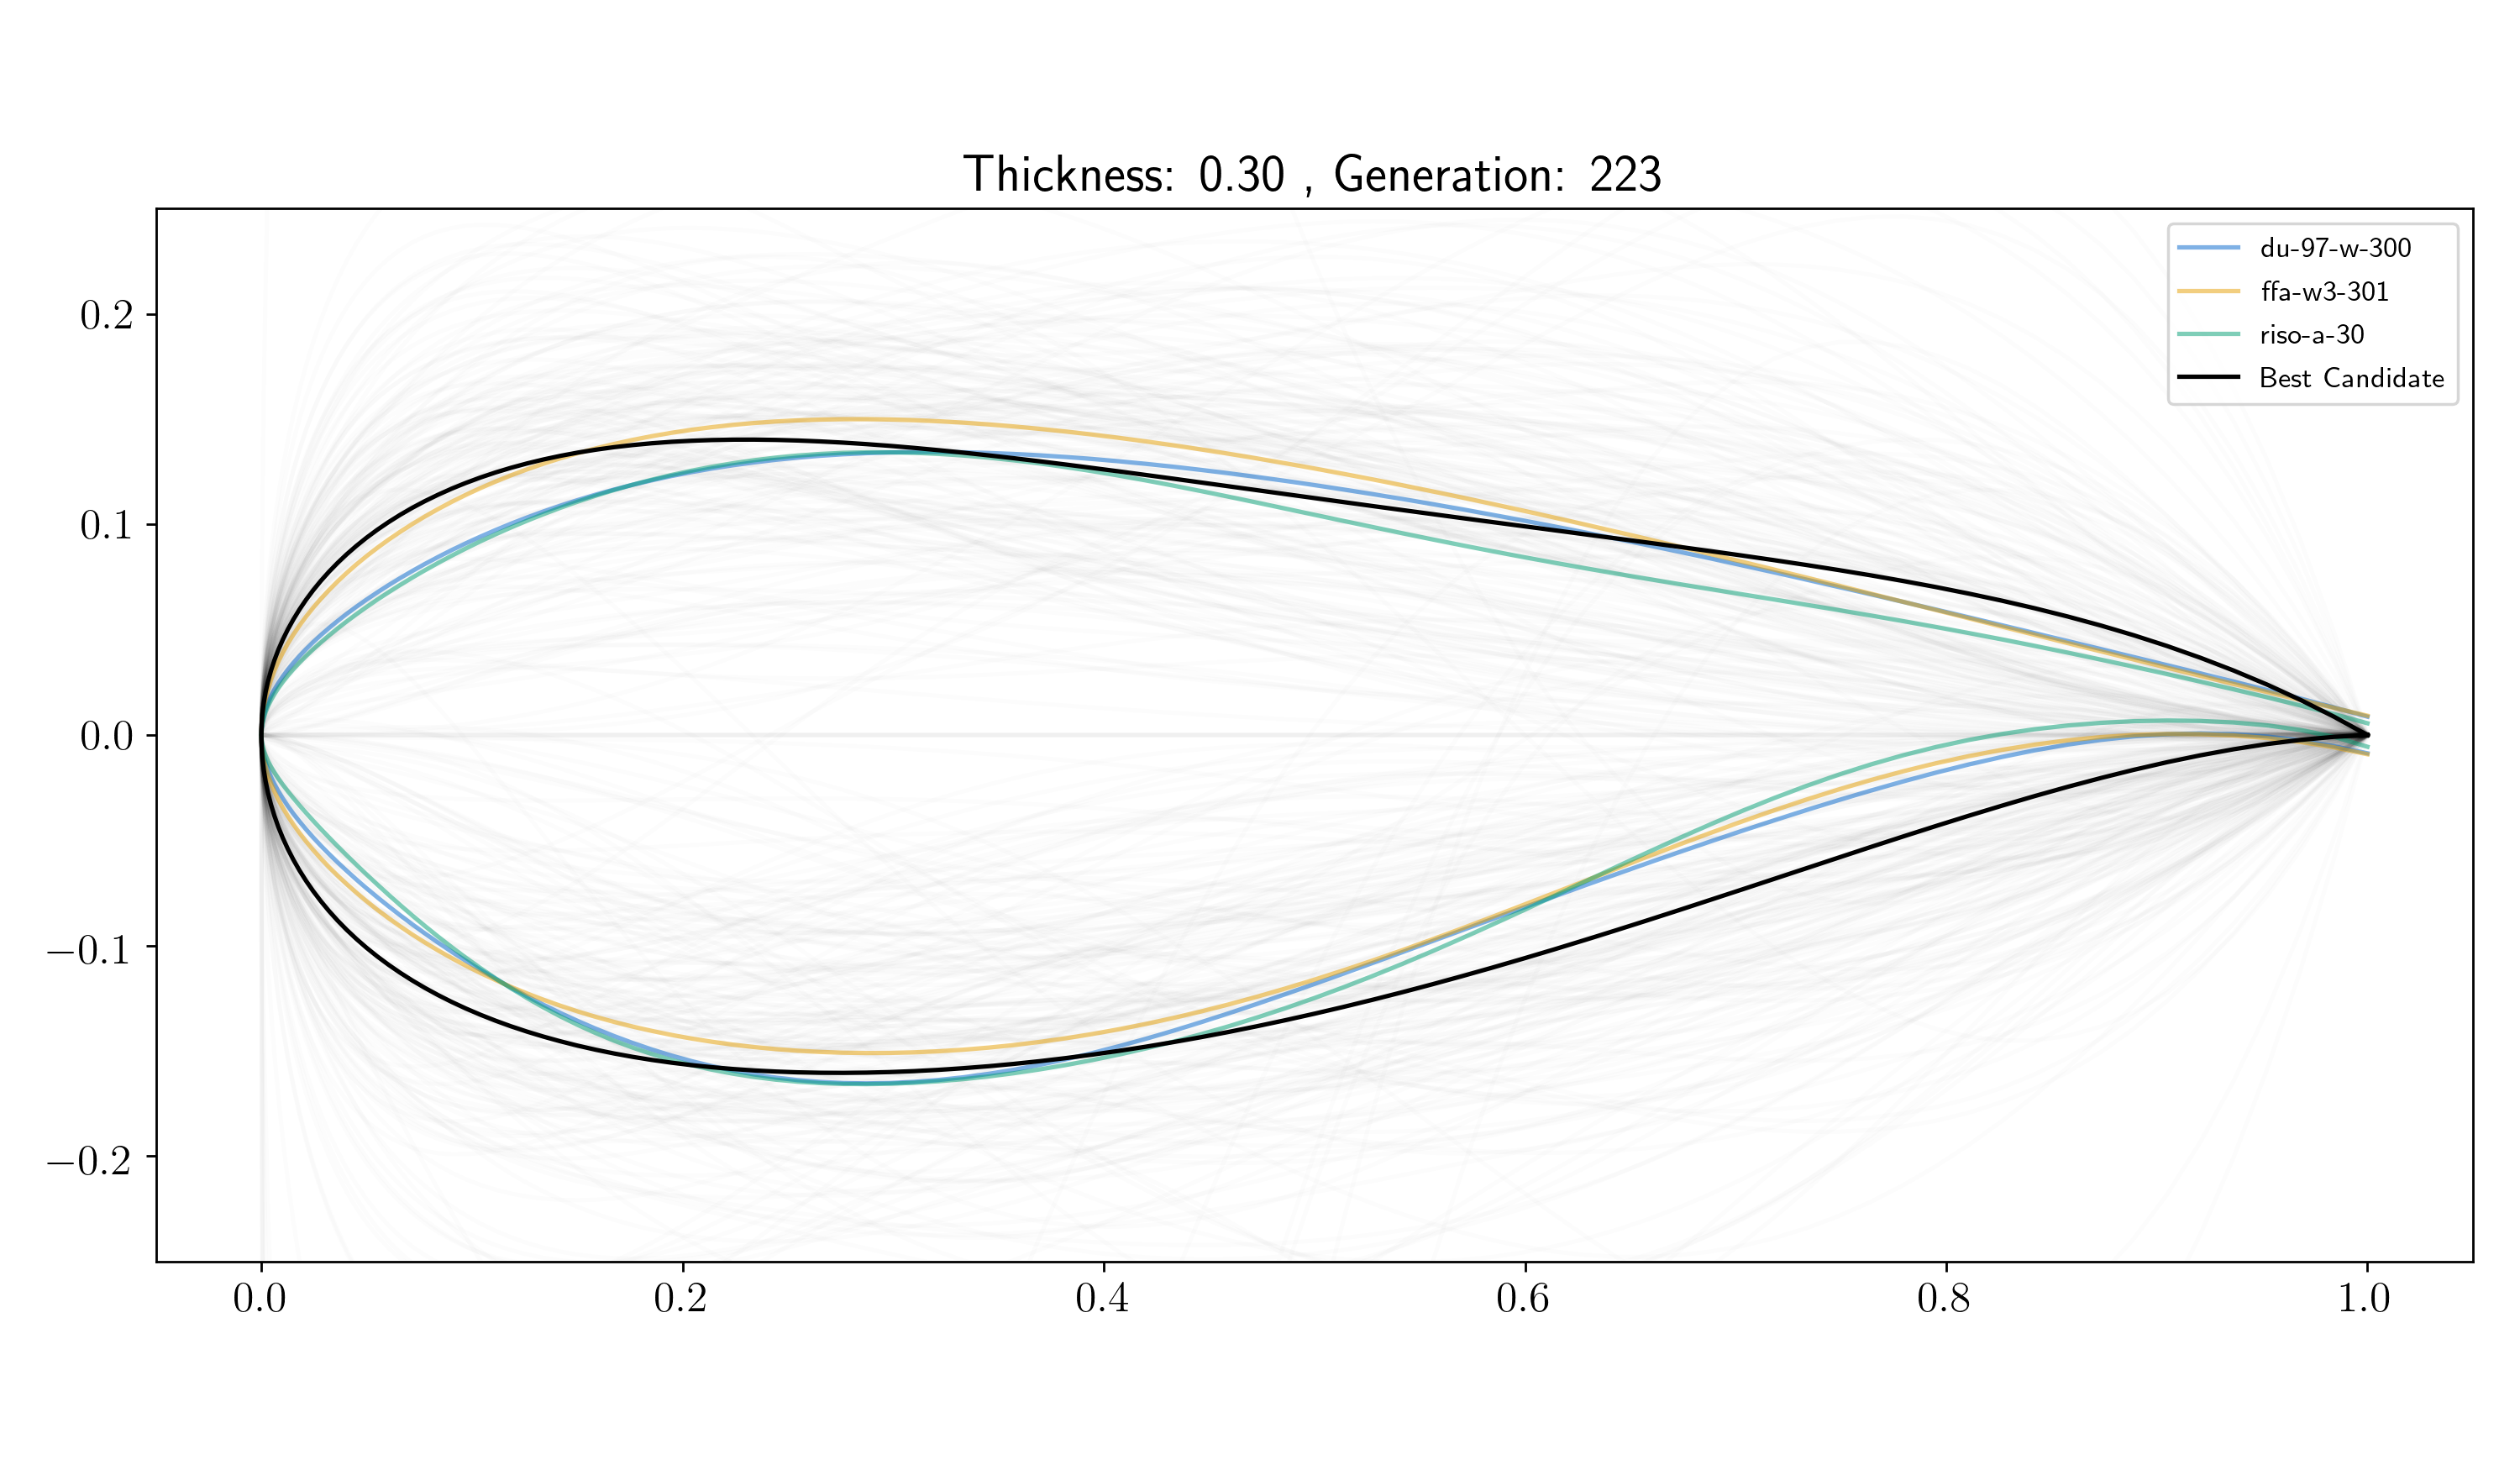 Thickness: 0.30 , Generation: 223
du-97-w-300
ffa-w3-301
riso-a-30
Best Candidate
0.2
0.1
0.0
−0.1
−0.2
0.0 0.2 0.4 0.6 0.8 1.0